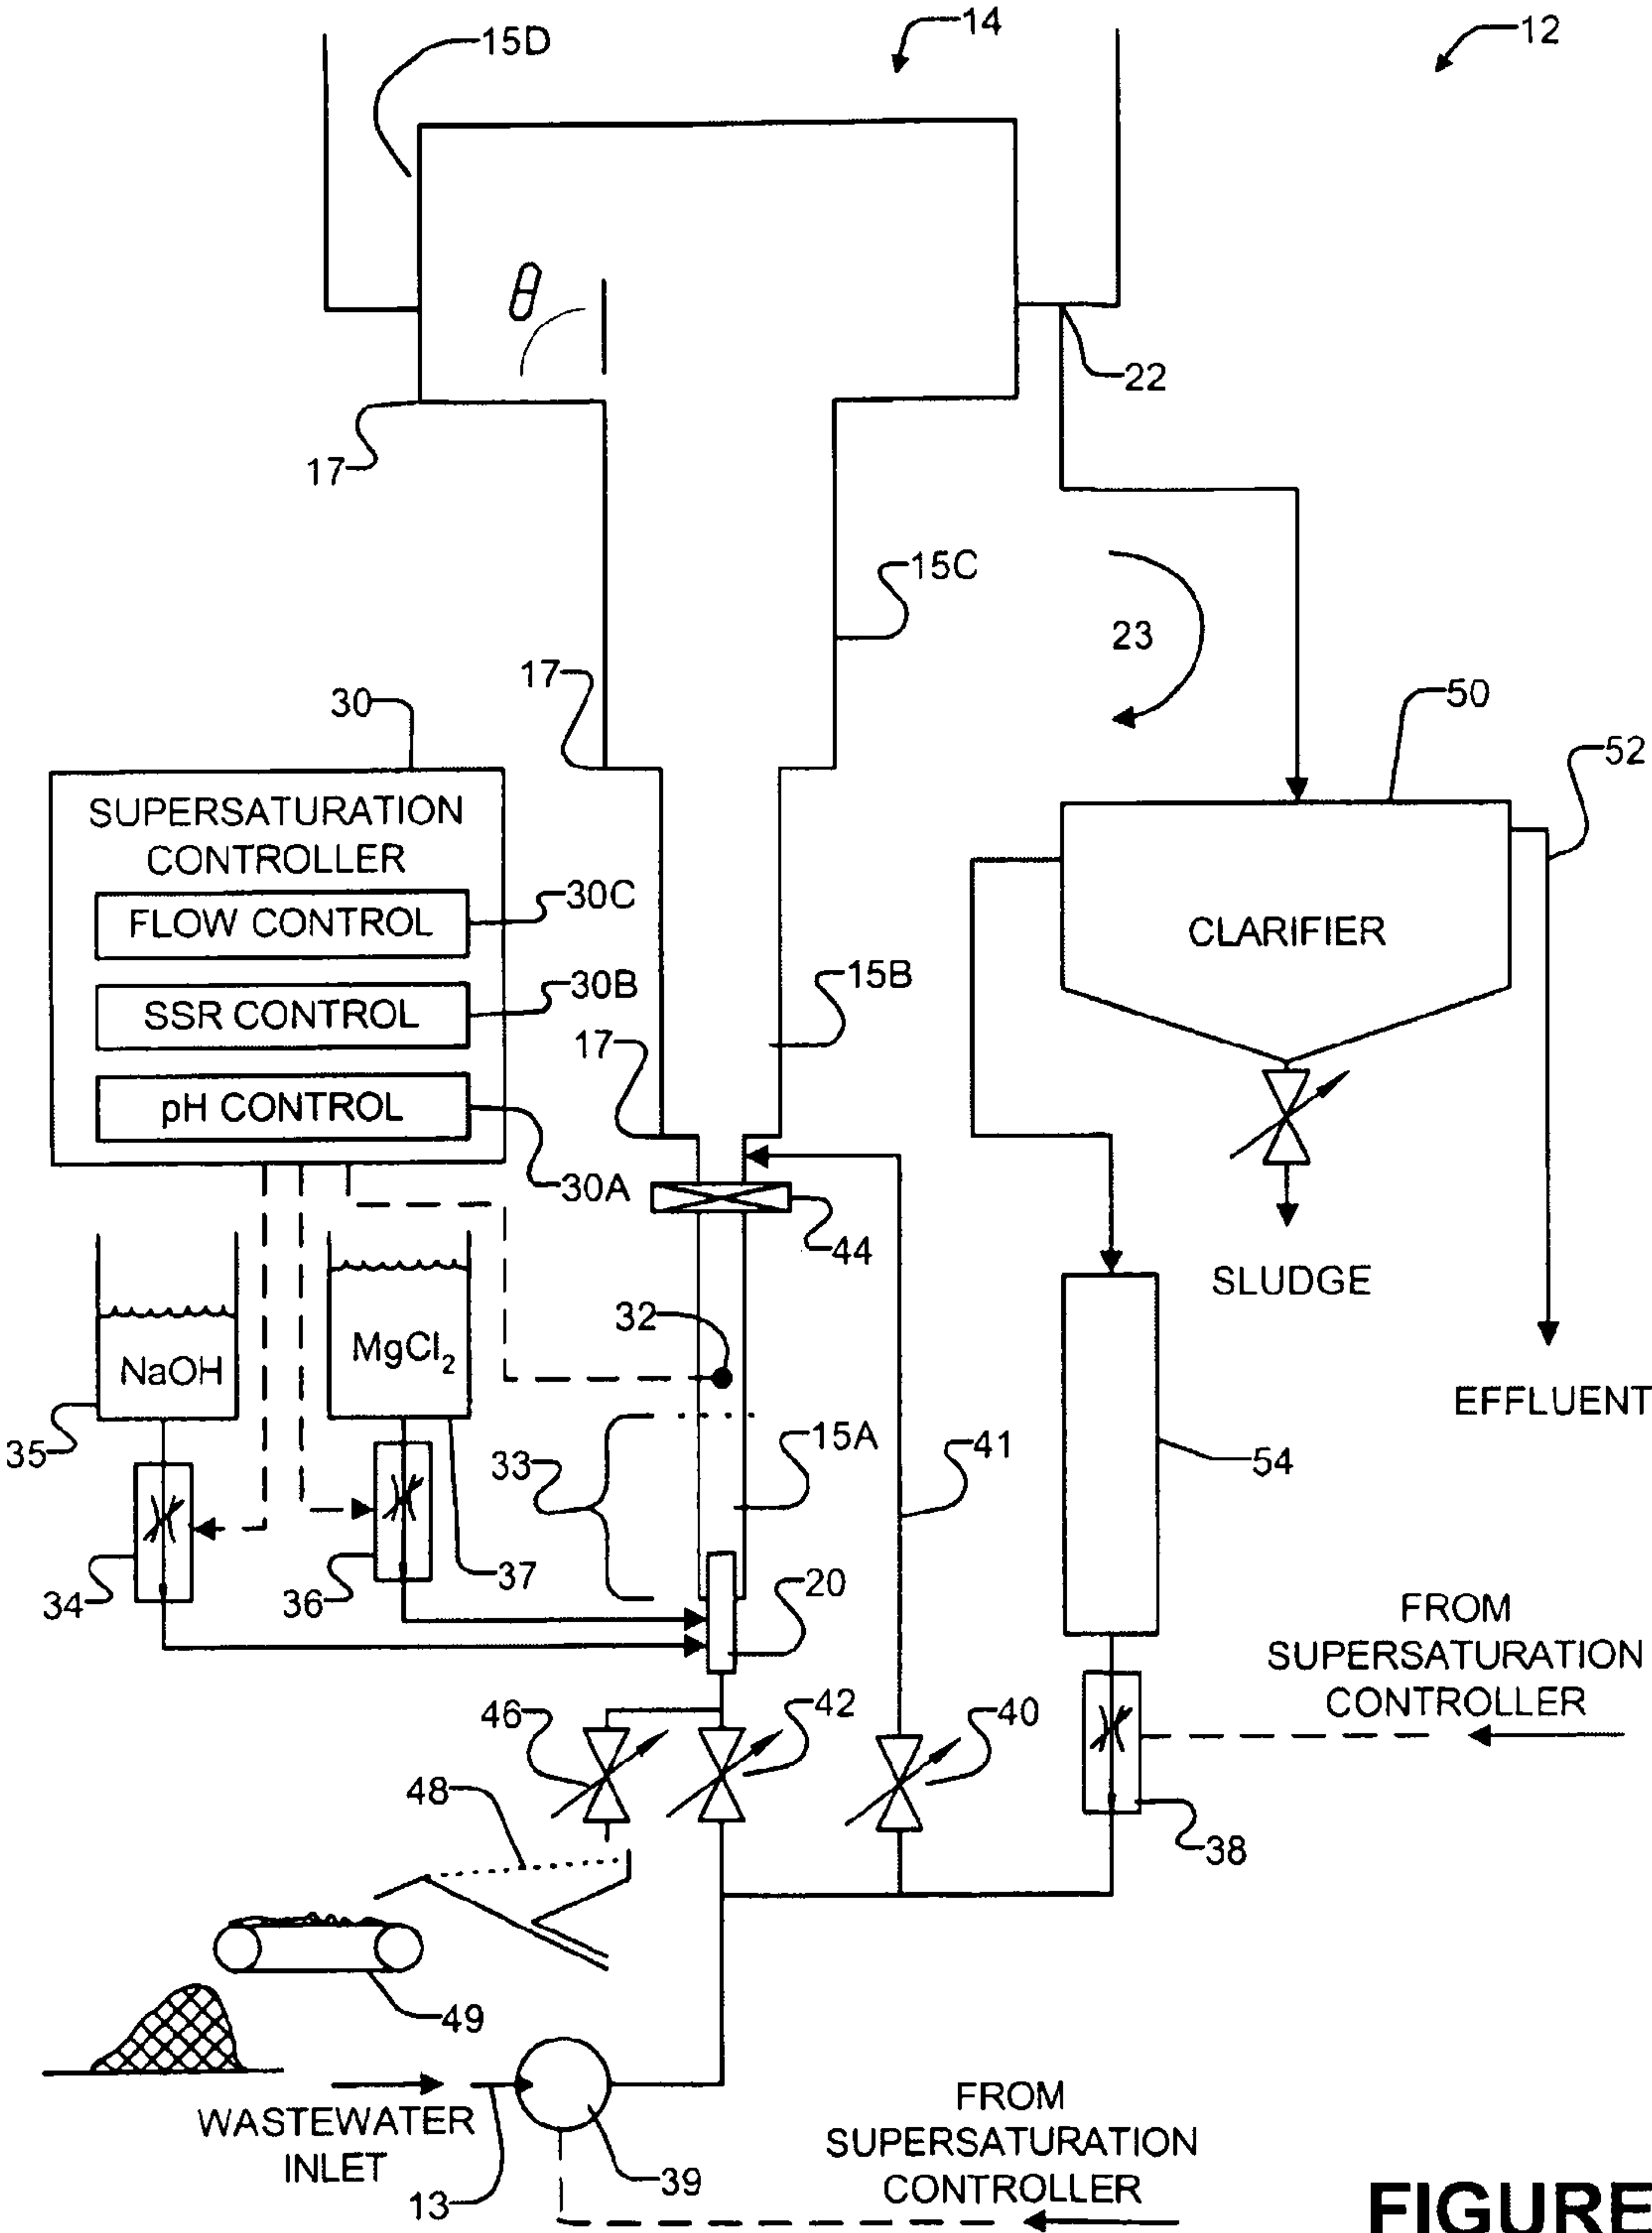 15D
14
12
22
17
15C
23
17
50
52
30
SUPERSATURATION
CONTROLLER
FLOW CONTROL
30C
SSR CONTROL
30B
pH CONTROL
30A
CLARIFIER
15B
17
44
SLUDGE
32
NaOH
MgCl2
EFFLUENT
35
33
15A
41
54
34
36
37
20
FROM
SUPERSATURATION
CONTROLLER
46
42
40
48
38
49
WASTEWATER
INLET
13
39
FROM
SUPERSATURATION
CONTROLLER
FIGURE